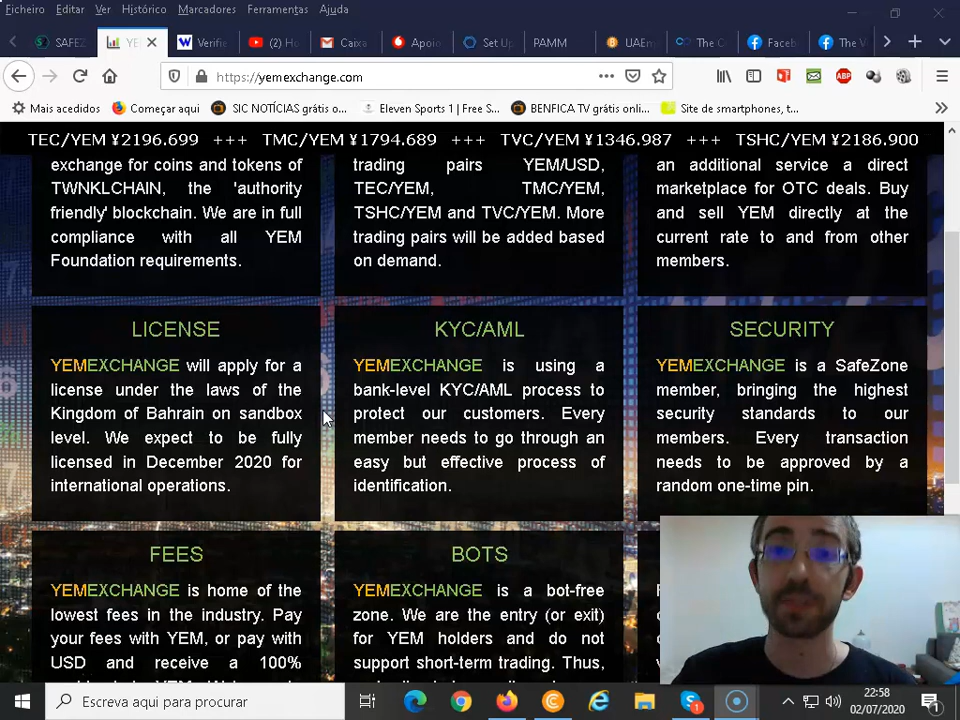 Ficheiro Editar Ver Histórico Marcadores Ferramentas Ajuda
SAFEZ YE Verifie (2) Ho Caixa Apoio Set Up PAMM UAEm The C Faceb The V
https://yemexchange.com
ABP
Mais acedidos Começar aqui SIC NOTÍCIAS grátis o... Eleven Sports 1 | Free S... BENFICA TV grátis onli... Site de smartphones, t...
TEC/YEM ¥2196.699 +++ TMC/YEM ¥1794.689 +++ TVC/YEM ¥1346.987 +++ TSHC/YEM ¥2186.900
exchange for coins and tokens of
TWNKLCHAIN, the 'authority
friendly' blockchain. We are in full
compliance with all YEM
Foundation requirements.
trading pairs YEM/USD,
TEC/YEM, TMC/YEM,
TSHC/YEM and TVC/YEM. More
trading pairs will be added based
on demand.
an additional service a direct
marketplace for OTC deals. Buy
and sell YEM directly at the
current rate to and from other
members.
LICENSE
YEMEXCHANGE will apply for a
license under the laws of the
Kingdom of Bahrain on sandbox
level. We expect to be fully
licensed in December 2020 for
international operations.
KYC/AML
YEMEXCHANGE is using a
bank-level KYC/AML process to
protect our customers. Every
member needs to go through an
easy but effective process of
identification.
SECURITY
YEMEXCHANGE is a SafeZone
member, bringing the highest
security standards to our
members. Every transaction
needs to be approved by a
random one-time pin.
FEES
YEMEXCHANGE is home of the
lowest fees in the industry. Pay
your fees with YEM, or pay with
USD and receive a 100%
BOTS
YEMEXCHANGE is a bot-free
zone. We are the entry (or exit)
for YEM holders and do not
support short-term trading. Thus,
Escreva aqui para procurar
22:58
02/07/2020